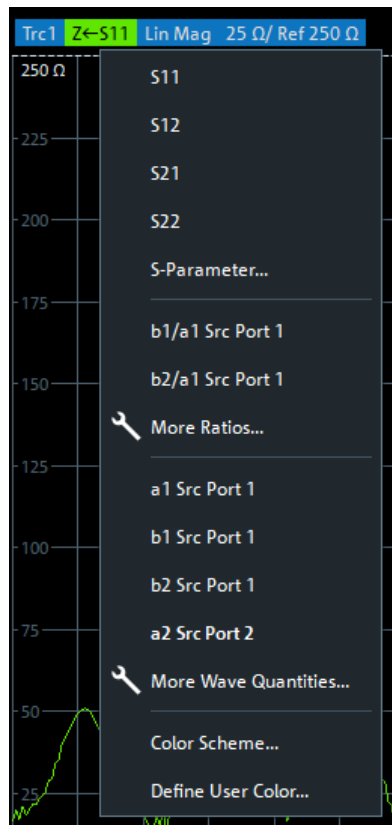 Trc1 Z←S11 Lin Mag 25 Ω/ Ref 250 Ω
250 Ω
S11
S12
225
S21
200
S22
S-Parameter...
175
b1/a1 Src Port 1
b2/a1 Src Port 1
150
More Ratios...
125
a1 Src Port 1
b1 Src Port 1
100
b2 Src Port 1
75
a2 Src Port 2
More Wave Quantities...
50
Color Scheme...
Define User Color...
25